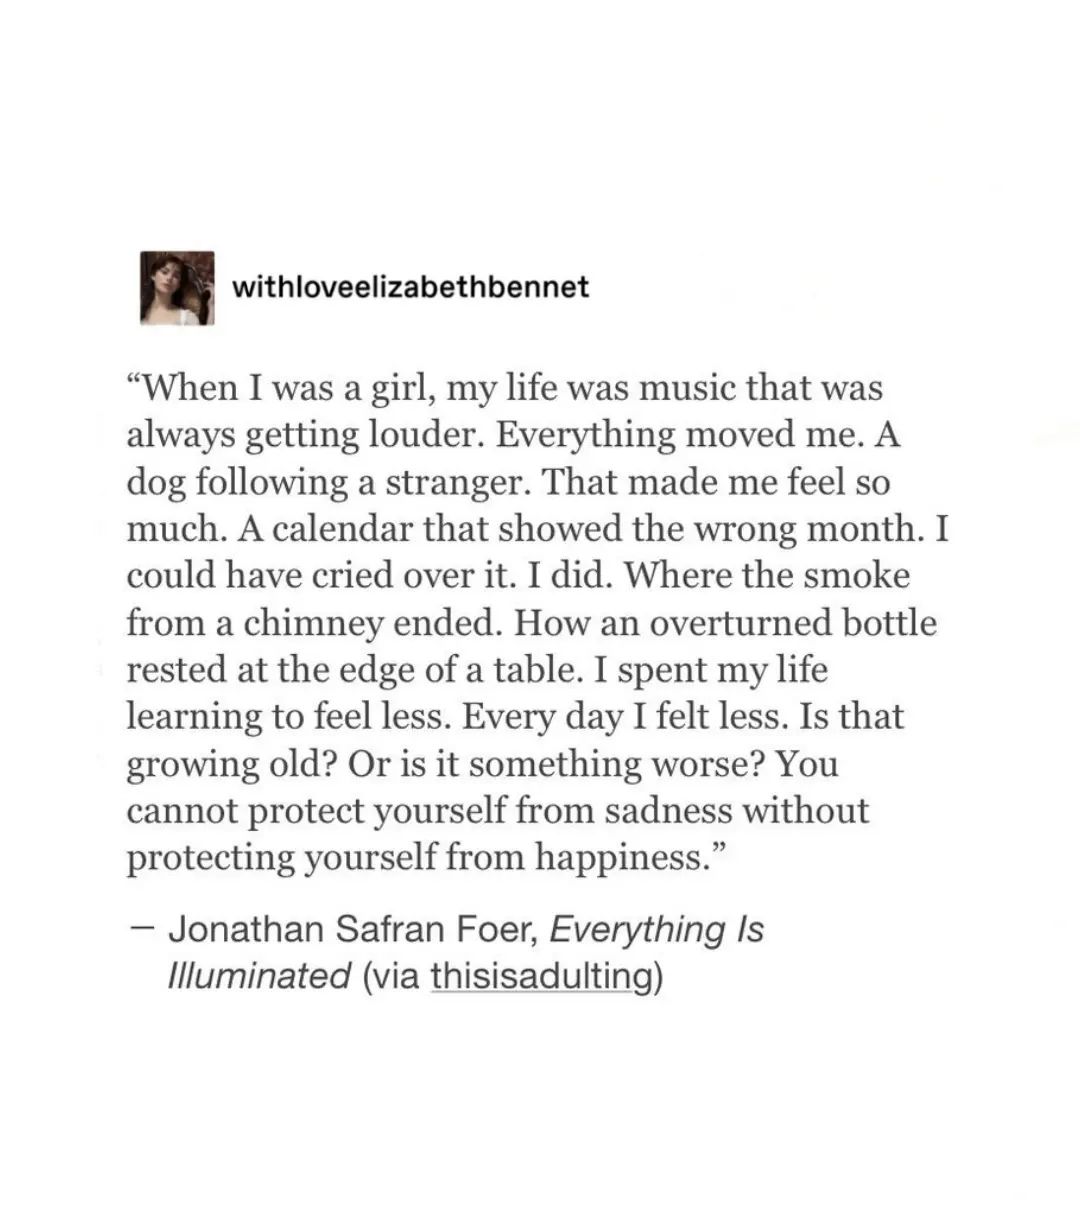 withloveelizabethbennet
“When I was a girl, my life was music that was
always getting louder. Everything moved me. A
dog following a stranger. That made me feel so
much. A calendar that showed the wrong month. I
could have cried over it. I did. Where the smoke
from a chimney ended. How an overturned bottle
rested at the edge of a table. I spent my life
learning to feel less. Every day I felt less. Is that
growing old? Or is it something worse? You
cannot protect yourself from sadness without
protecting yourself from happiness.”
— Jonathan Safran Foer, Everything Is
Illuminated (via thisisadulting)